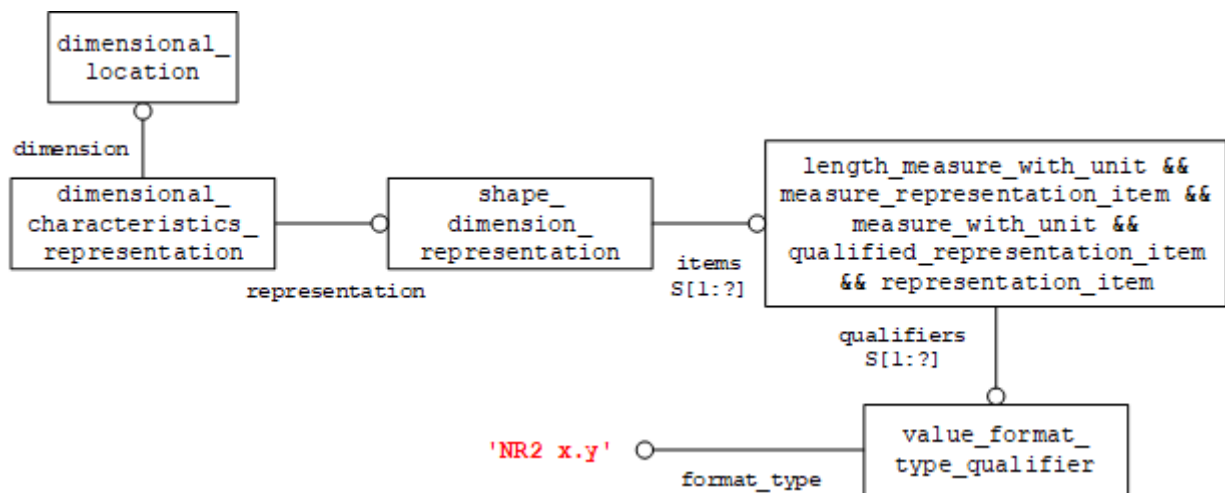 dimensional_
location
dimension
dimensional_
characteristics_
representation
representation
shape_
dimension_
representation
items
S[1:?]
length_measure_with_unit &&
measure_representation_item &&
measure_with_unit &&
qualified_representation_item
&& representation_item
qualifiers
S[1:?]
value_format_
type_qualifier
format_type
'NR2 x.y'